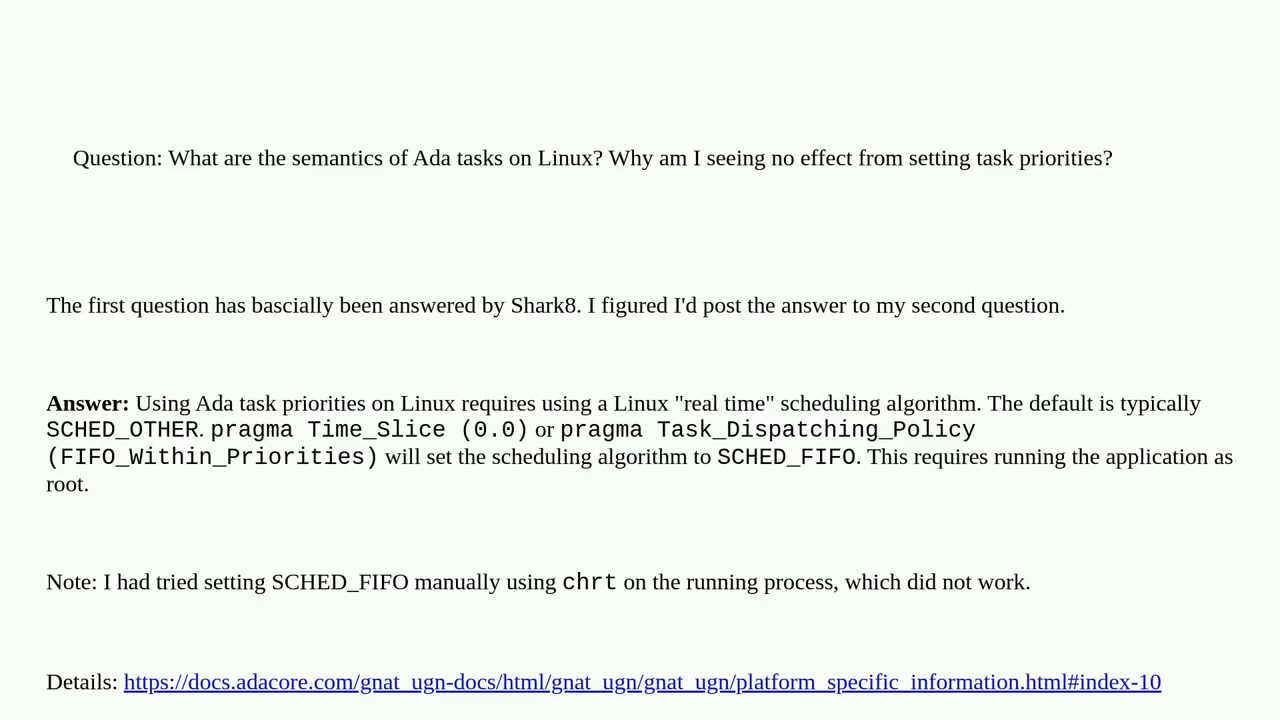 Question: What are the semantics of Ada tasks on Linux? Why am I seeing no effect from setting task priorities?
The first question has bascially been answered by Shark8. I figured I'd post the answer to my second question.
Answer: Using Ada task priorities on Linux requires using a Linux "real time" scheduling algorithm. The default is typically
SCHED_OTHER. pragma Time_Slice (0.0) or pragma Task_Dispatching_Policy
(FIFO_Within_Priorities) will set the scheduling algorithm to SCHED_FIFO. This requires running the application as
root.
Note: I had tried setting SCHED_FIFO manually using chrt on the running process, which did not work.
Details: https://docs.adacore.com/gnat_ugn-docs/html/gnat_ugn/gnat_ugn/platform_specific_information.html#index-10